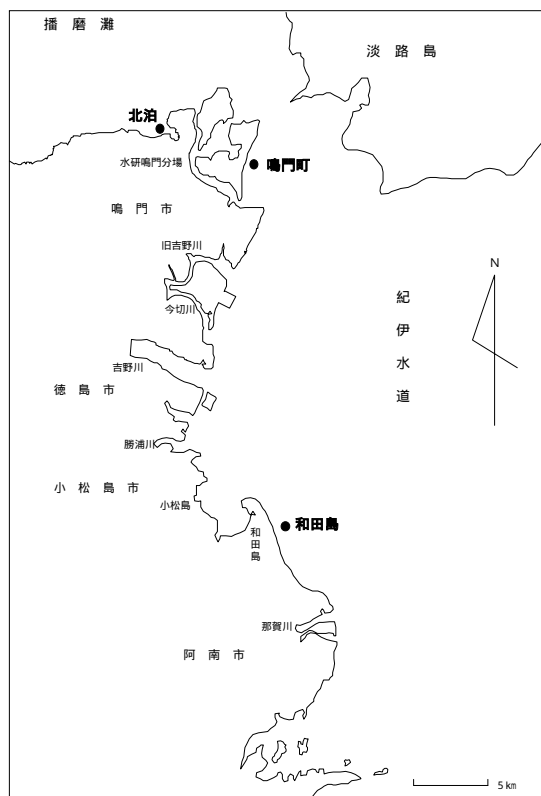 播磨灘
淡路島
北泊
水研鳴門分場
鳴門町
鳴門市
旧吉野川
N
紀伊水道
今切川
吉野川
徳島市
勝浦川
小松島市
小松島
和田島
和田島
那賀川
阿南市
5㎞